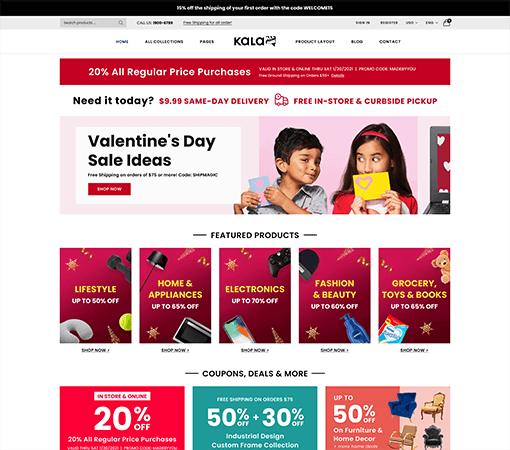 15% off the shipping of your first order with the code WELCOME15
Search products ...
CALL US: 1900-6789
Free Shipping for all order!
SIGN IN
REGISTER
USD
ENG
HOME
ALL COLLECTIONS
PAGES
KALA
PRODUCT LAYOUT
BLOG
CONTACT
20% All Regular Price Purchases
VALID IN STORE & ONLINE THRU SAT 1/30/2021 | PROMO CODE: MADKBYYOU
Free Ground Shipping on Orders $75+ Details
Need it today? $9.99 SAME-DAY DELIVERY FREE IN-STORE & CURBSIDE PICKUP
Valentine's Day
Sale Ideas
Free Shipping on orders of $75 or more! Code: SHIPMAGIC
SHOP NOW
FEATURED PRODUCTS
LIFESTYLE
UP TO 50% OFF
SHOP NOW
HOME &
APPLIANCES
UP TO 65% OFF
SHOP NOW
ELECTRONICS
UP TO 70% OFF
SHOP NOW
FASHION
& BEAUTY
UP TO 60% OFF
SHOP NOW
GROCERY,
TOYS & BOOKS
UP TO 65% OFF
SHOP NOW
COUPONS, DEALS & MORE
IN STORE & ONLINE
20% OFF
20% All Regular Price Purchases
VALID THRU SAT 1/30/2021 | PROMO CODE: MADKBYYOU
FREE SHIPPING ON ORDERS $75
50% OFF + 30% OFF
Industrial Design
Custom Frame Collection
UP TO
50% OFF
On Furniture &
Home Decor
+ more home deals